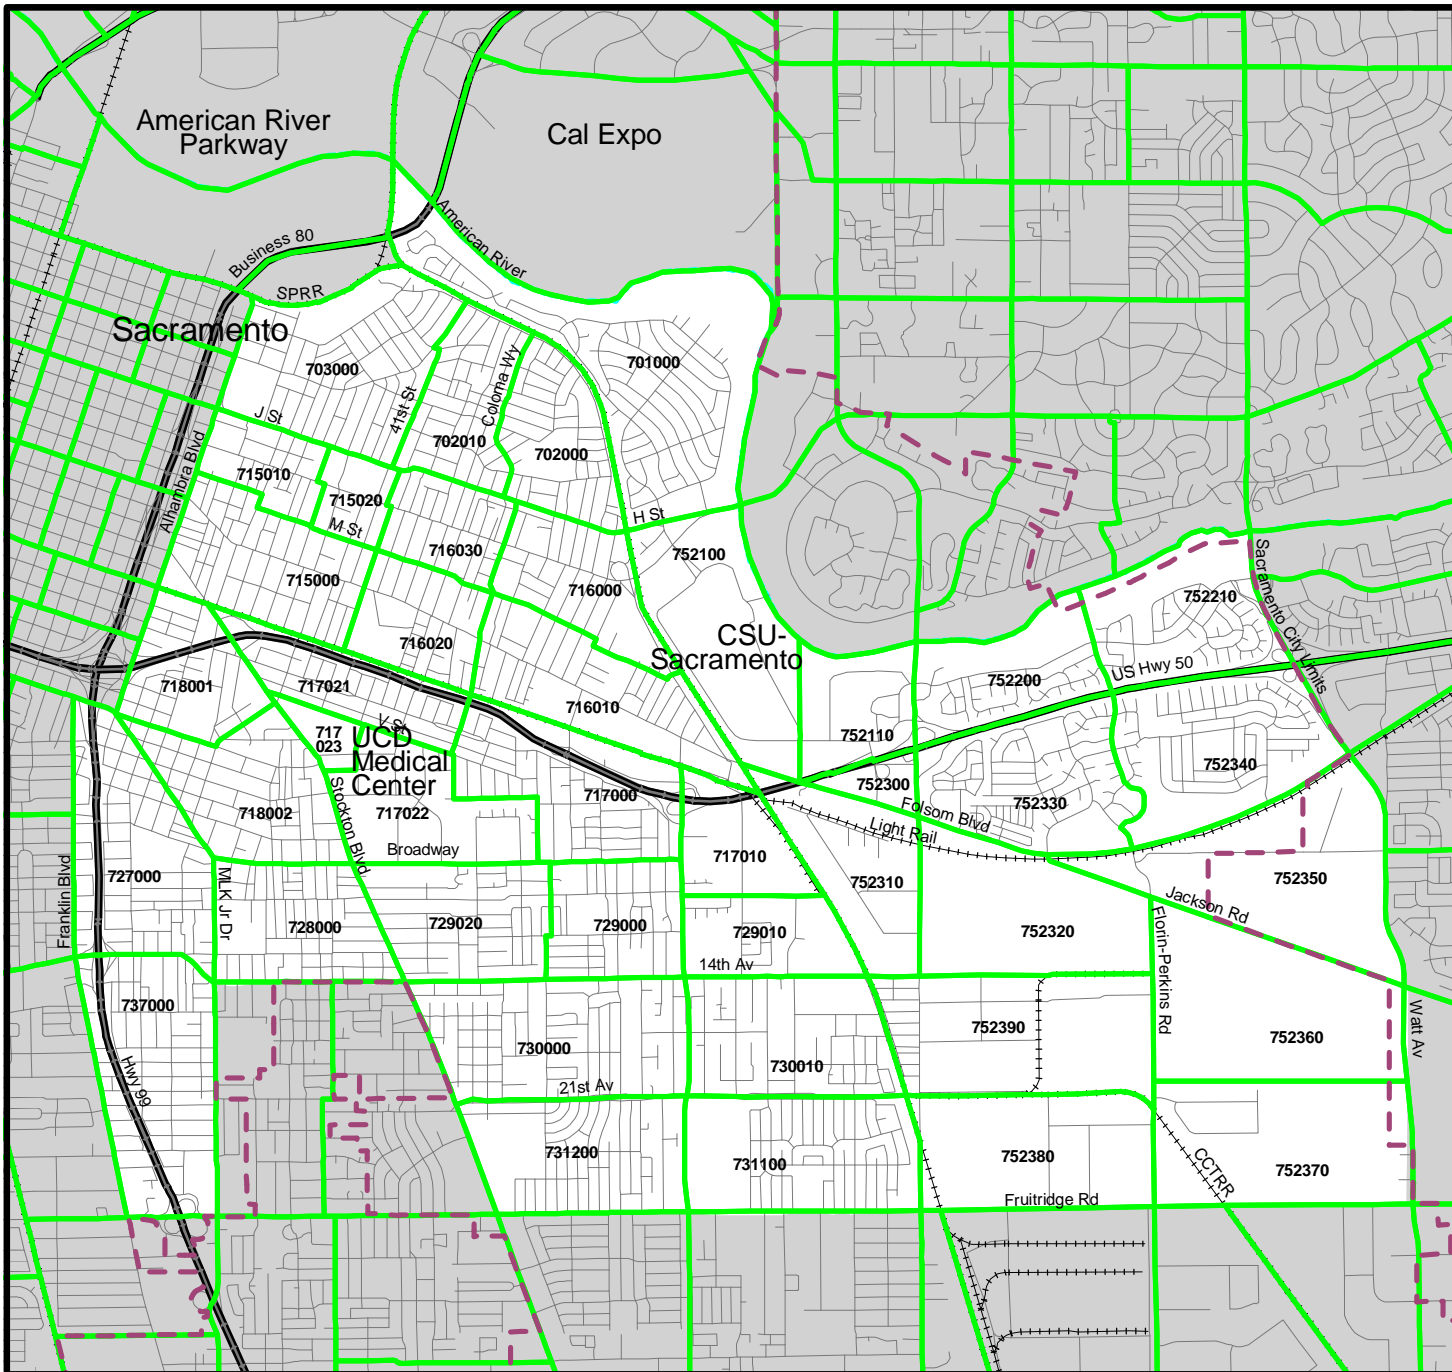 American River
Parkway
Cal Expo
American River
Business 80
SPRR
Sacramento
703000
701000
Coloma Wy
41st St
J St
702010
702000
Alhambra Blvd
715010
715020
M St
H St
716030
752100
715000
716000
Sacramento City Limits
752210
716020
CSU-
Sacramento
US Hwy 50
718001
717021
752200
716010
V St
717
023
UCD
Medical
Center
752110
752340
752300
717000
752330
Stockton Blvd
718002
717022
Folsom Blvd
Light Rail
Broadway
717010
727000
752310
752350
Franklin Blvd
MLK Jr Dr
Jackson Rd
728000
729020
729000
729010
752320
Florin-Perkins Rd
14th Av
737000
752390
752360
Watt Av
730000
730010
Hwy 99
21st Av
731200
731100
752380
CCTRR
752370
Fruitridge Rd